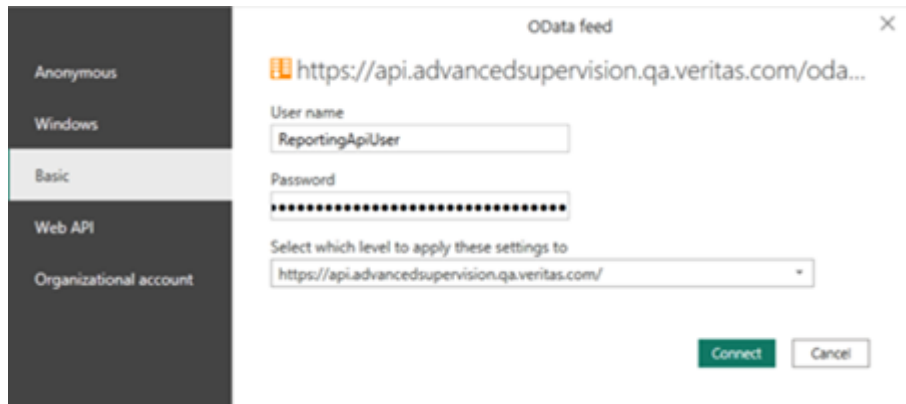 OData feed
Anonymous
Windows
Basic
Web API
Organizational account
https://api.advancedsupervision.qa.veritas.com/oda...
User name
ReportingApiUser
Password
Select which level to apply these settings to
https://api.advancedsupervision.qa.veritas.com/
Connect Cancel